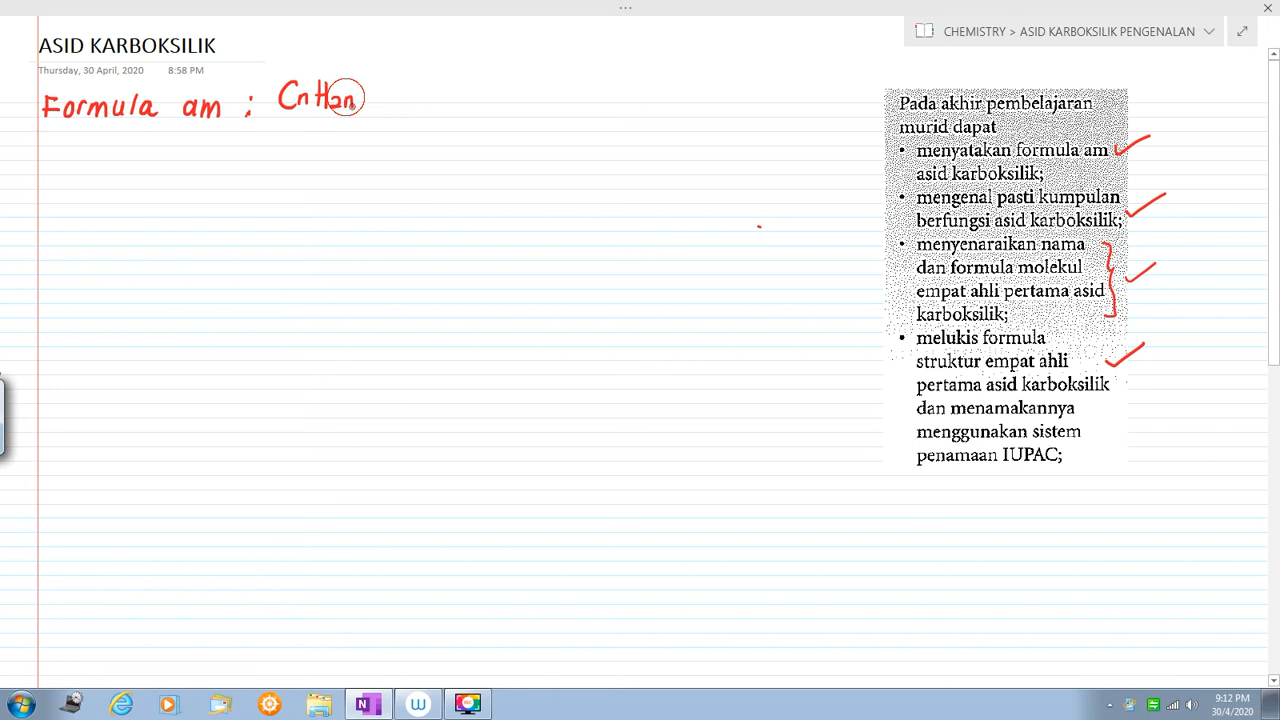 ...
CHEMISTRY > ASID KARBOKSILIK PENGENALAN
ASID KARBOKSILIK
Thursday, 30 April, 2020 8:58 PM
Formula am : CnH2n
Pada akhir pembelajaran
murid dapat
• menyatakan formula am
asid karboksilik;
• mengenal pasti kumpulan
berfungsi asid karboksilik;
• menyenaraikan nama
dan formula molekul
empat ahli pertama asid
karboksilik;
• melukis formula
struktur empat ahli
pertama asid karboksilik
dan menamakannya
menggunakan sistem
penamaan IUPAC;
9:12 PM
30/4/2020